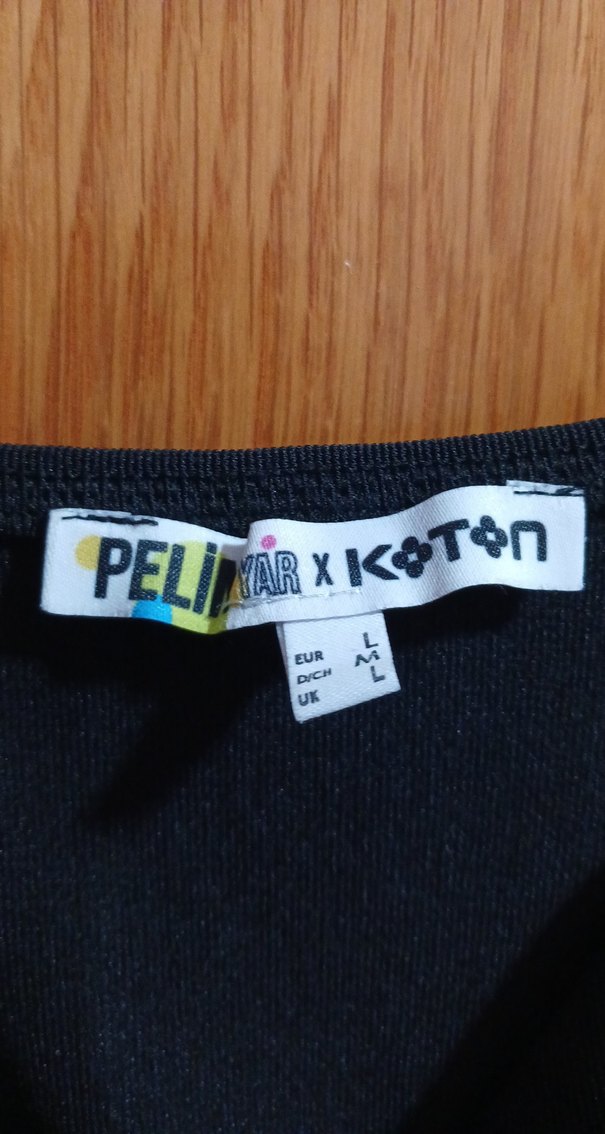 PELİN YAR X KOTON
EUR L
D/CH M
UK L